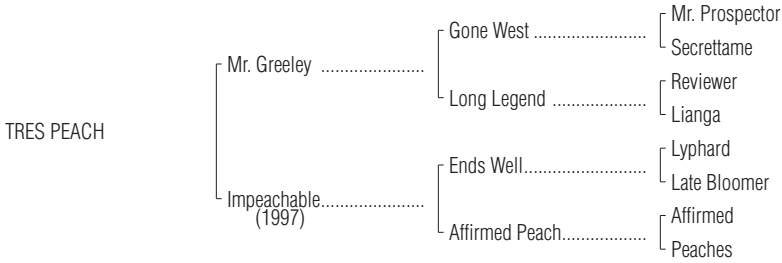 Mr. Prospector
Gone West ........................
Secrettame
Mr. Greeley ......................
Reviewer
Long Legend ....................
Lianga
TRES PEACH
Lyphard
Ends Well..........................
Late Bloomer
Impeachable......................
(1997)
Affirmed
Affirmed Peach..................
Peaches